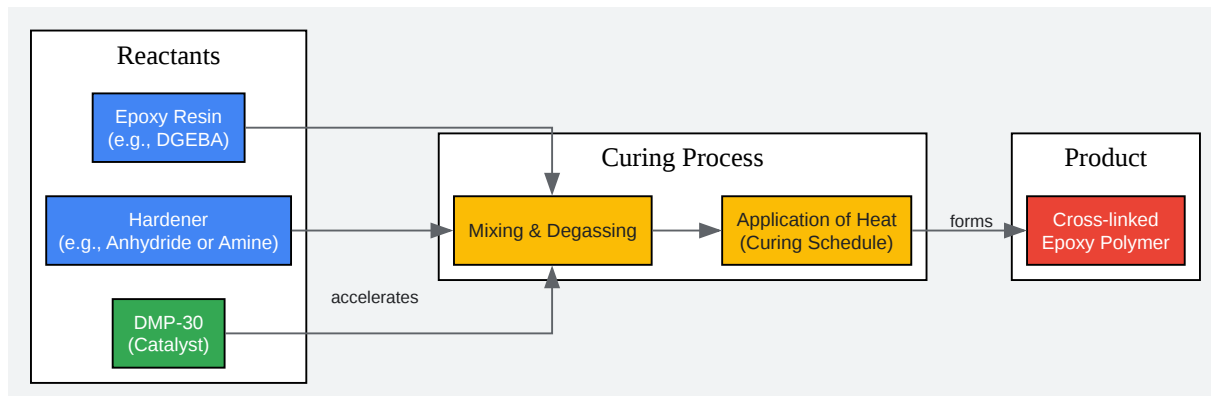 Reactants
Epoxy Resin
(e.g., DGEBA)
Hardener
(e.g., Anhydride or Amine)
DMP-30
(Catalyst)
accelerates
Curing Process
Mixing & Degassing
Application of Heat
(Curing Schedule)
forms
Product
Cross-linked
Epoxy Polymer